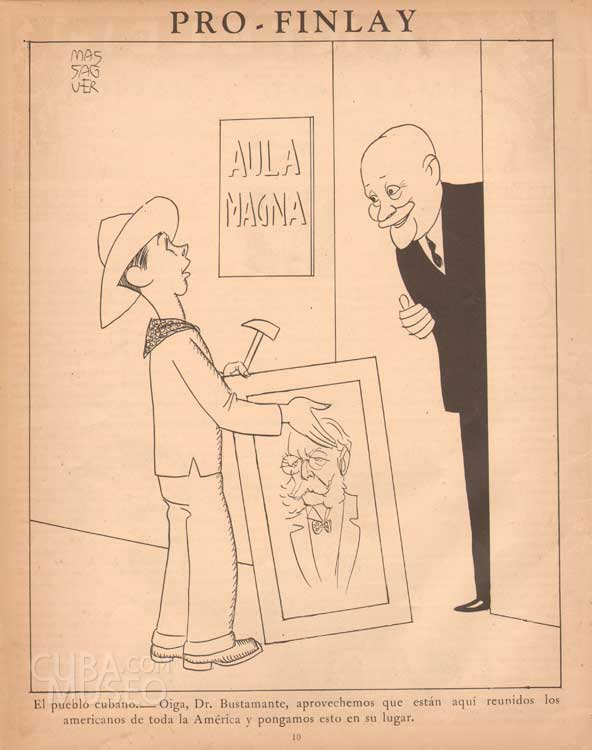 PRO - FINLAY
MAS
SAG
UER
AULA
MAGNA
CUBA.com
MUSEO
El pueblo cubano.—Oiga, Dr. Bustamante, aprovechemos que están aquí reunidos los
americanos de toda la América y pongamos esto en su lugar.
10